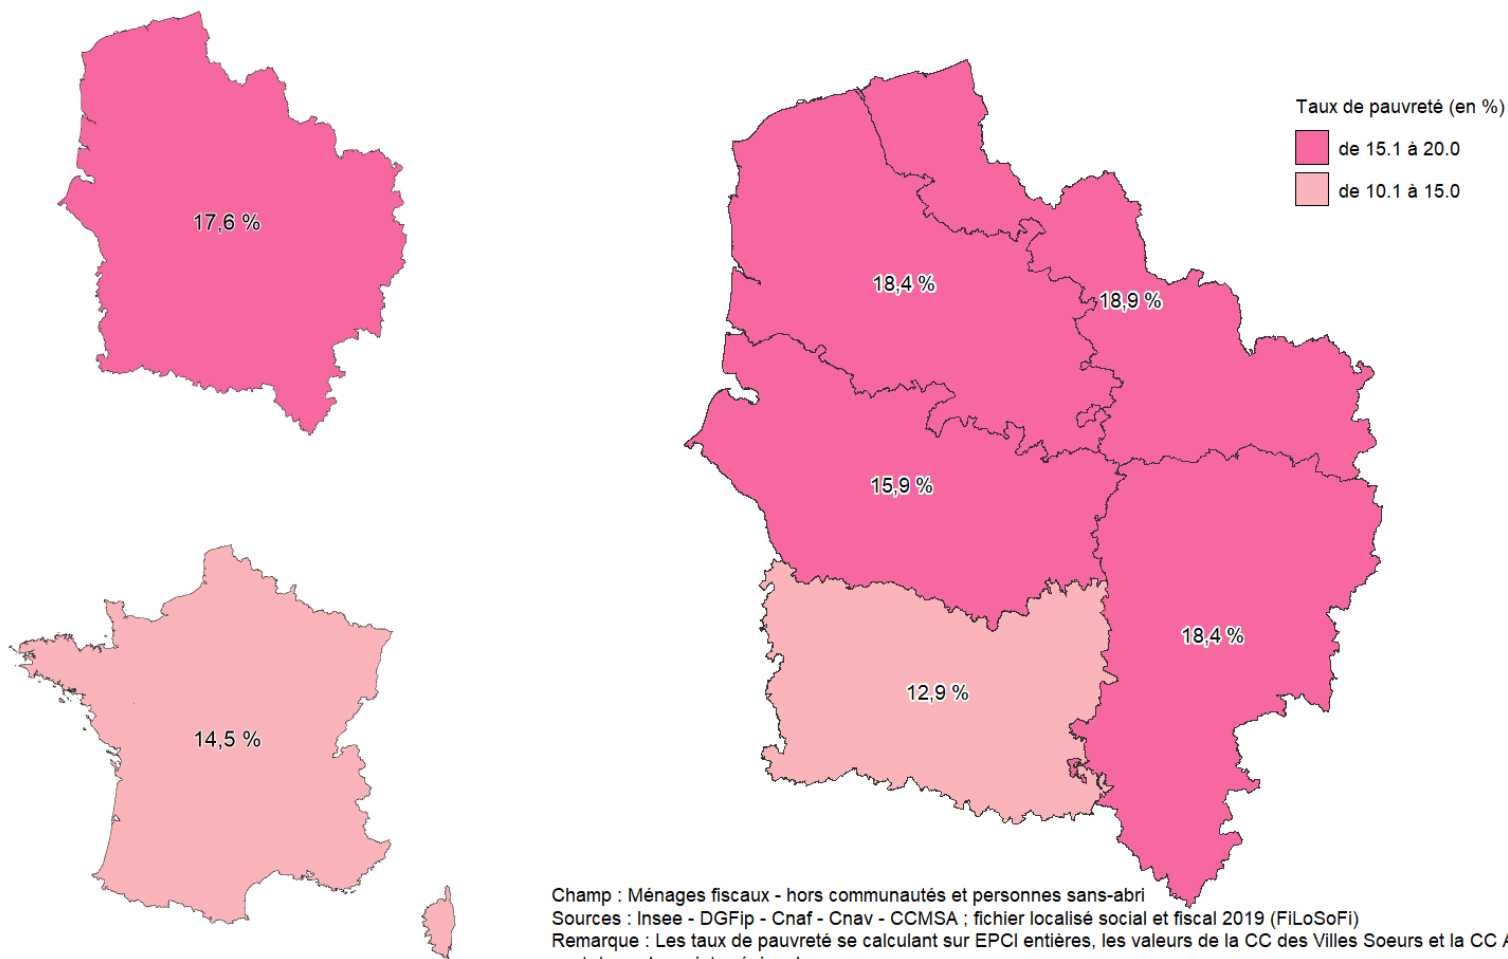 17,6 %
14,5 %
18,4 %
18,9 %
15,9 %
18,4 %
12,9 %
Taux de pauvreté (en %)
de 15.1 à 20.0
de 10.1 à 15.0
Champ : Ménages fiscaux - hors communautés et personnes sans-abri
Sources : Insee - DGFip - Cnaf - Cnav - CCMSA ; fichier localisé social et fiscal 2019 (FiLoSoFi)
Remarque : Les taux de pauvreté se calculant sur EPCI entières, les valeurs de la CC des Villes Soeurs et la CC A